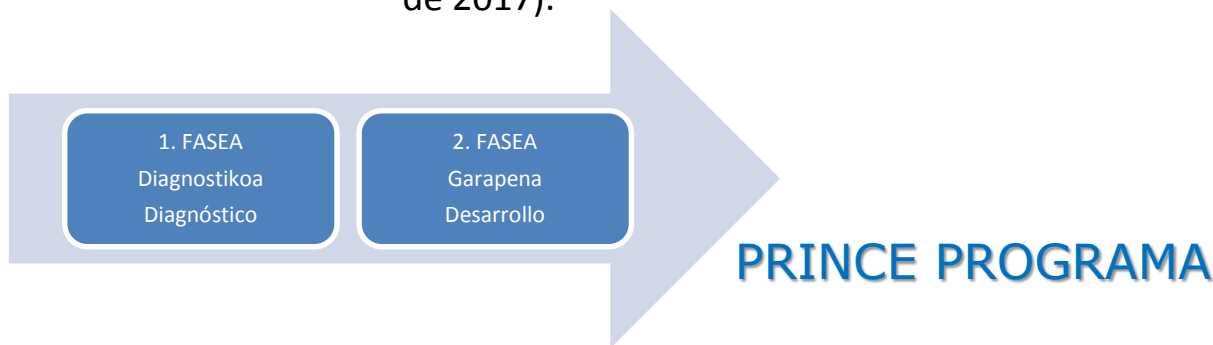 de 2017).
1. FASEA
Diagnostikoa
Diagnóstico
2. FASEA
Garapena
Desarrollo
PRINCE PROGRAMA